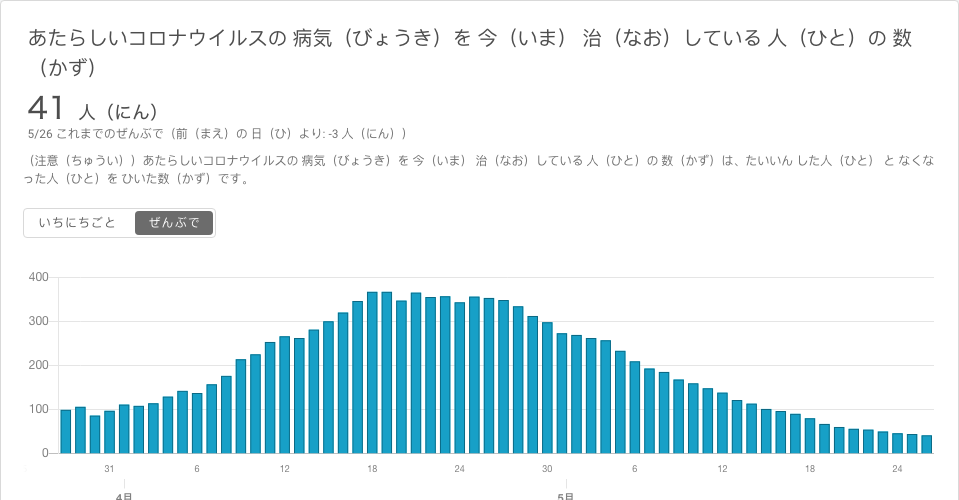 あたらしいコロナウイルスの 病気（びょうき）を 今（いま） 治（なお）している 人（ひと）の 数
（かず）
41 人（にん）
5/26 これまでのぜんぶで（前（まえ）の 日（ひ）より: -3 人（にん））
（注意（ちゅうい））あたらしいコロナウイルスの 病気（びょうき）を 今（いま） 治（なお）している 人（ひと）の 数（かず）は、たいいん した人（ひと） と なくな
った人（ひと）を ひいた数（かず）です。
いちにちごと ぜんぶで
400
300
200
100
0
31 6 12 18 24 30 6 12 18 24
4月 5月